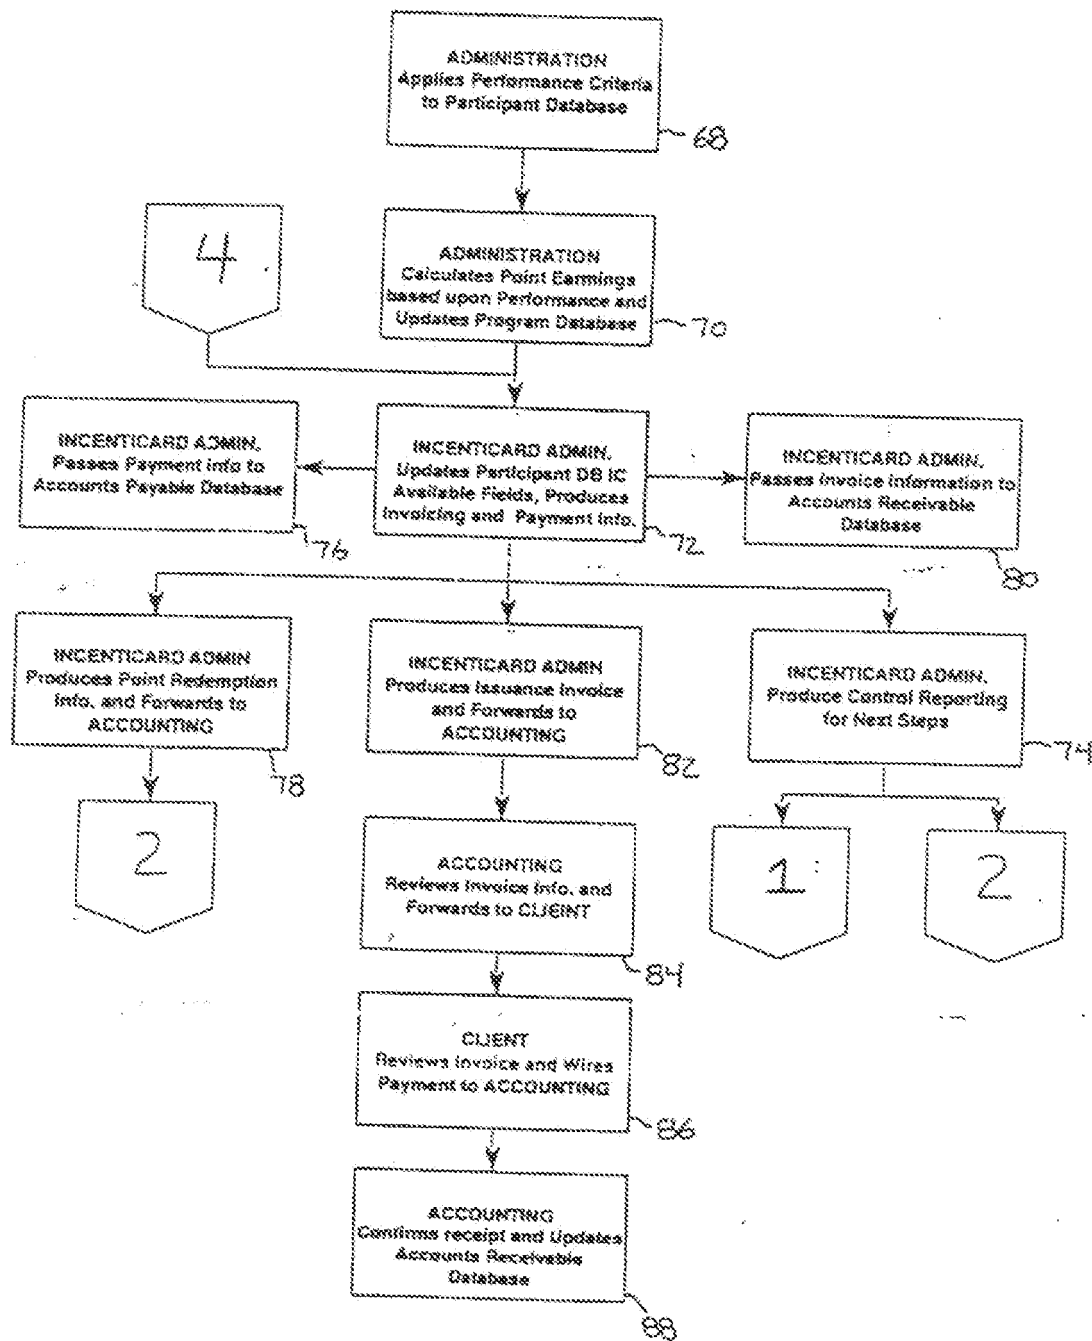 ADMINISTRATION
Applies Performance Criteria
to Participant Database
68
4
ADMINISTRATION
Calculates Point Earnings
based upon Performance and
Updates Program Database
70
INCENTICARD ADMIN.
Passes Payment info to
Accounts Payable Database
76
INCENTICARD ADMIN.
Updates Participant DB IC
Available Fields, Produces
Invoicing and Payment Info.
72
INCENTICARD ADMIN.
Passes Invoice Information to
Accounts Receivable
Database
80
INCENTICARD ADMIN
Produces Point Redemption
Info. and Forwards to
ACCOUNTING
78
INCENTICARD ADMIN
Produces Issuance Invoice
and Forwards to
ACCOUNTING
82
INCENTICARD ADMIN.
Produce Control Reporting
for Next Steps
74
2
ACCOUNTING
Reviews Invoice Info. and
Forwards to CLIEINT
84
1
2
CLIENT
Reviews Invoice and Wires
Payment to ACCOUNTING
86
ACCOUNTING
Confirms receipt and Updates
Accounts Receivable
Database
88